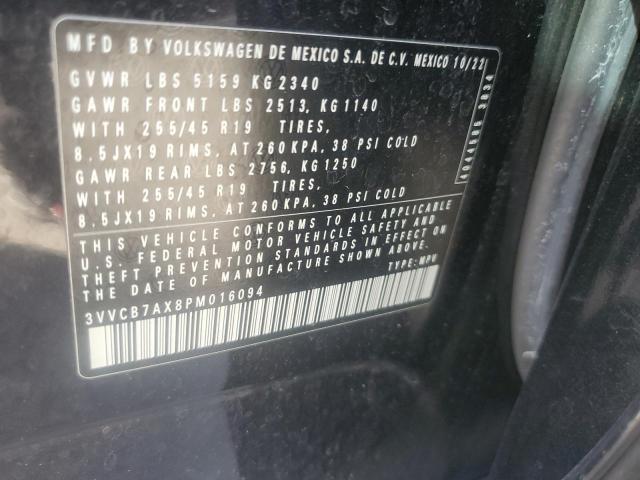 MFD BY VOLKSWAGEN DE MEXICO S.A. DE C.V. MEXICO 10/22
GVWR LBS 5159 KG 2340
GAWR FRONT LBS 2513, KG 1140
WITH 255/45 R19 TIRES,
8.5JX19 RIMS, AT 260 KPA, 38 PSI COLD
GAWR REAR LBS 2756, KG 1250
WITH 255/45 R19 TIRES,
8.5JX19 RIMS, AT 260 KPA, 38 PSI COLD
THIS VEHICLE CONFORMS TO ALL APPLICABLE
U.S. FEDERAL MOTOR VEHICLE SAFETY AND
THEFT PREVENTION STANDARDS IN EFFECT ON
THE DATE OF MANUFACTURE SHOWN ABOVE.
3VVCB7AX8PM016094 TYPE: MPV